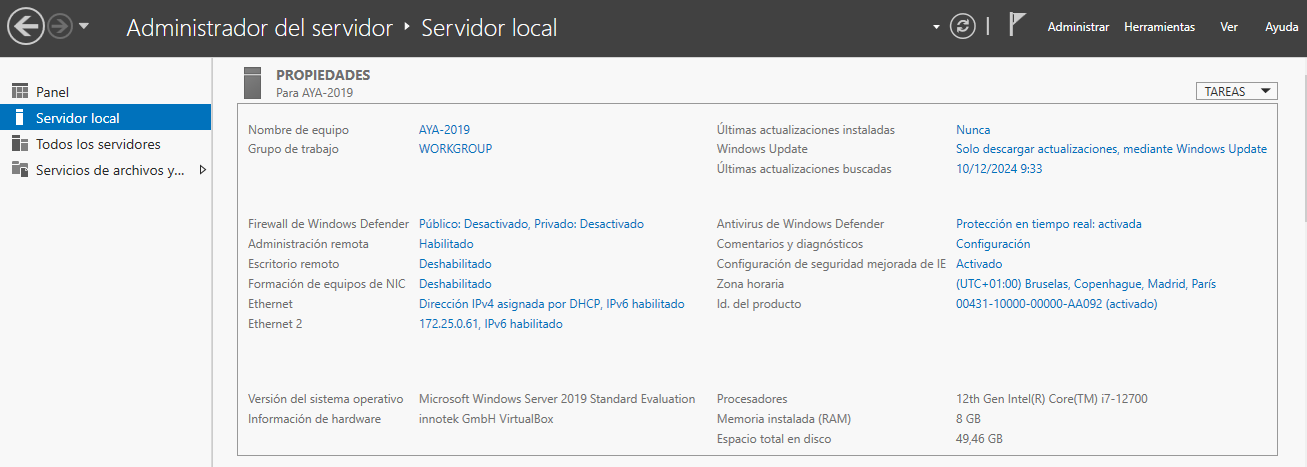 Administrador del servidor ‣ Servidor local
Administrar Herramientas Ver Ayuda
Panel
Servidor local
Todos los servidores
Servicios de archivos y...
PROPIEDADES
Para AYA-2019
TAREAS
Nombre de equipo AYA-2019
Grupo de trabajo WORKGROUP
Últimas actualizaciones instaladas Nunca
Windows Update Solo descargar actualizaciones, mediante Windows Update
Últimas actualizaciones buscadas 10/12/2024 9:33
Firewall de Windows Defender Público: Desactivado, Privado: Desactivado
Administración remota Habilitado
Escritorio remoto Deshabilitado
Formación de equipos de NIC Deshabilitado
Ethernet Dirección IPv4 asignada por DHCP, IPv6 habilitado
Ethernet 2 172.25.0.61, IPv6 habilitado
Antivirus de Windows Defender Protección en tiempo real: activada
Comentarios y diagnósticos Configuración
Configuración de seguridad mejorada de IE Activado
Zona horaria (UTC+01:00) Bruselas, Copenhague, Madrid, París
Id. del producto 00431-10000-00000-AA092 (activado)
Versión del sistema operativo Microsoft Windows Server 2019 Standard Evaluation
Información de hardware innotek GmbH VirtualBox
Procesadores 12th Gen Intel(R) Core(TM) i7-12700
Memoria instalada (RAM) 8 GB
Espacio total en disco 49,46 GB